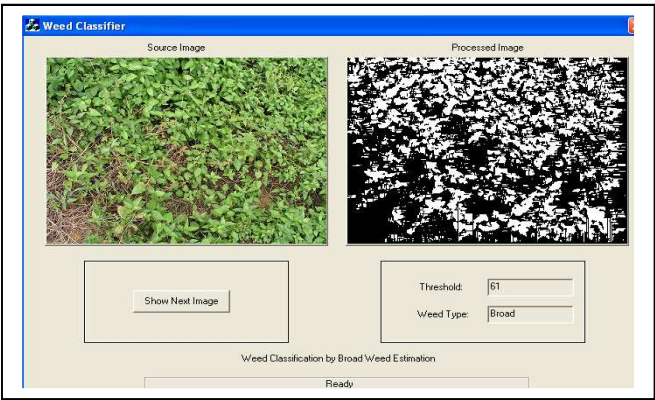 Weed Classifier
Source Image
Processed Image
Show Next Image
Threshold: 61
Weed Type: Broad
Weed Classification by Broad Weed Estimation
Ready